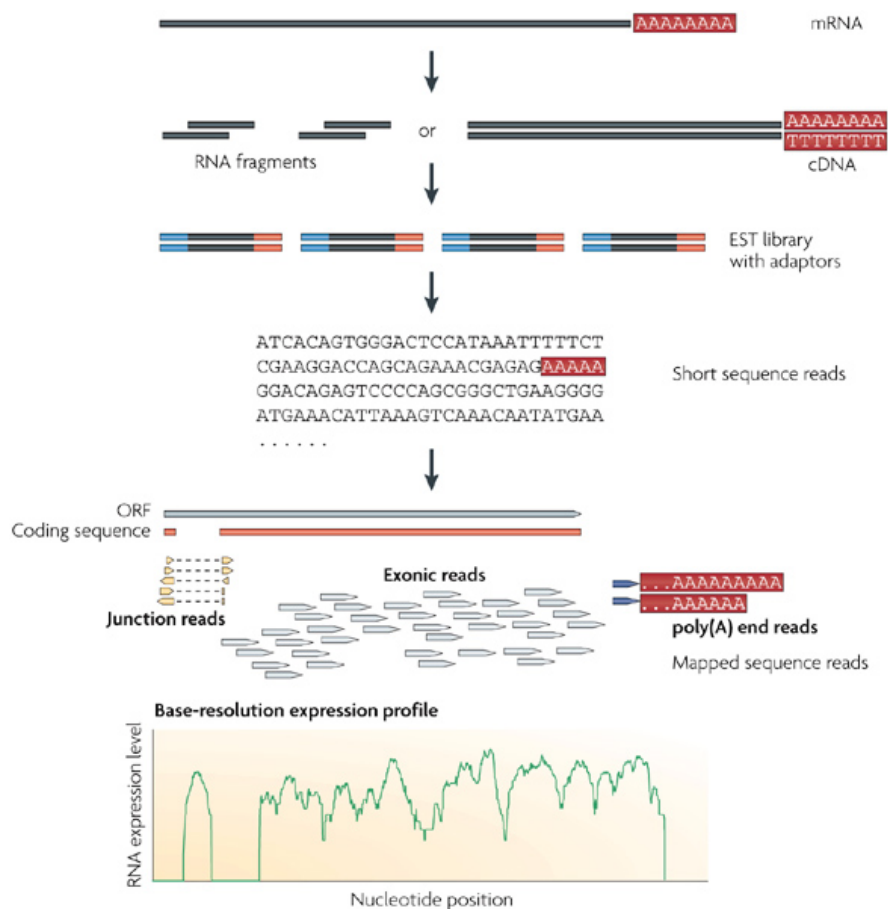 AAAAAAAA
mRNA
or
AAAAAAAA
TTTTTTTT
RNA fragments
cDNA
EST library
with adaptors
ATCACAGTGGGACTCCATAAATTTTTCT
CGAAGGACCAGCAGAAACGAGAGAAAAA
GGACAGAGTCCCCAGCGGGCTGAAGGGG
ATGAAACATTAAAGTCAAACAATATGAA
. . . . . .
Short sequence reads
ORF
Coding sequence
Junction reads
Exonic reads
...AAAAAAAAA
...AAAAAA
poly(A) end reads
Mapped sequence reads
Base-resolution expression profile
RNA expression level
Nucleotide position